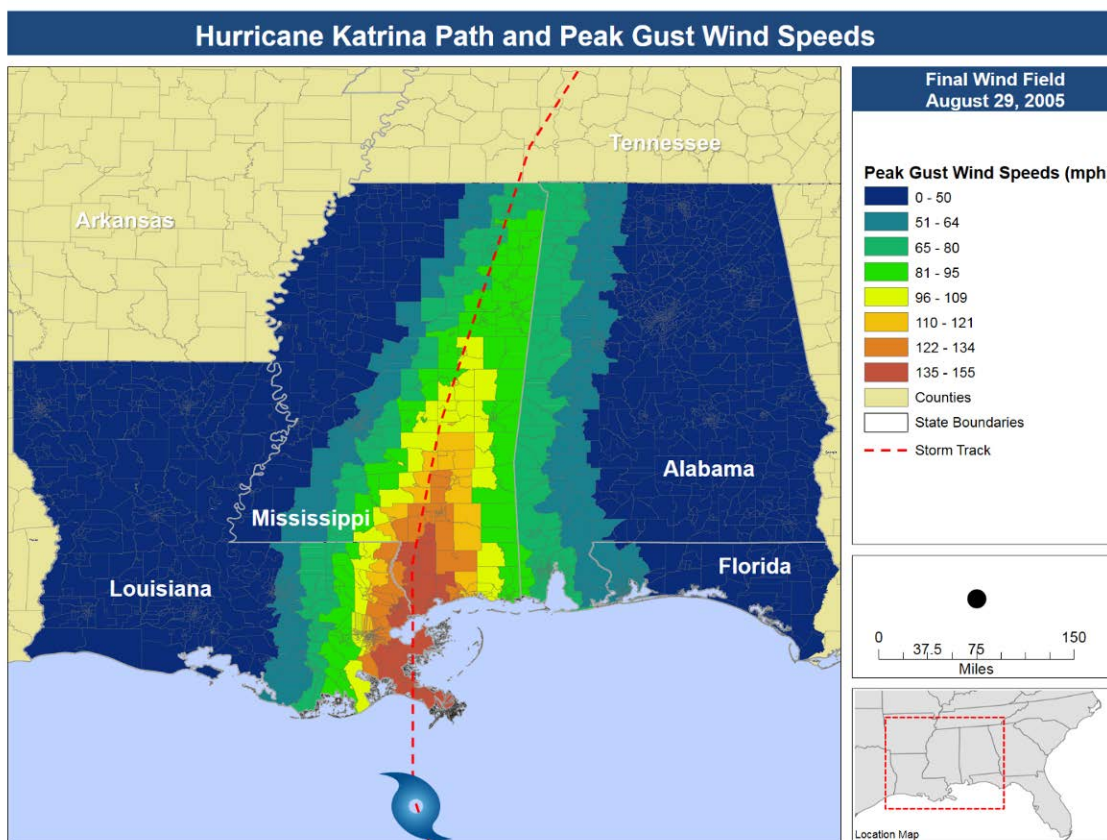 Hurricane Katrina Path and Peak Gust Wind Speeds
Tennessee
Arkansas
Alabama
Mississippi
Louisiana
Florida
Final Wind Field
August 29, 2005
Peak Gust Wind Speeds (mph
0 - 50
51 - 64
65 - 80
81 - 95
96 - 109
110 - 121
122 - 134
135 - 155
Counties
State Boundaries
Storm Track
0 37.5 75 150
Miles
Location Map